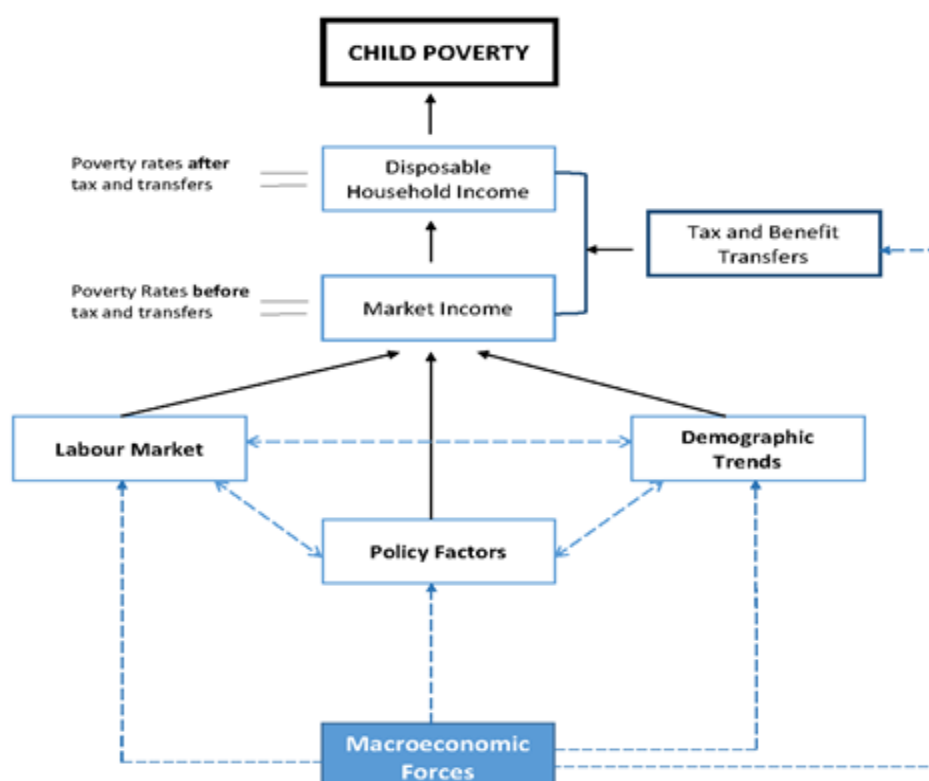 CHILD POVERTY
Poverty rates after
tax and transfers
Disposable
Household Income
Tax and Benefit
Transfers
Poverty Rates before
tax and transfers
Market Income
Labour Market
Demographic
Trends
Policy Factors
Macroeconomic
Forces